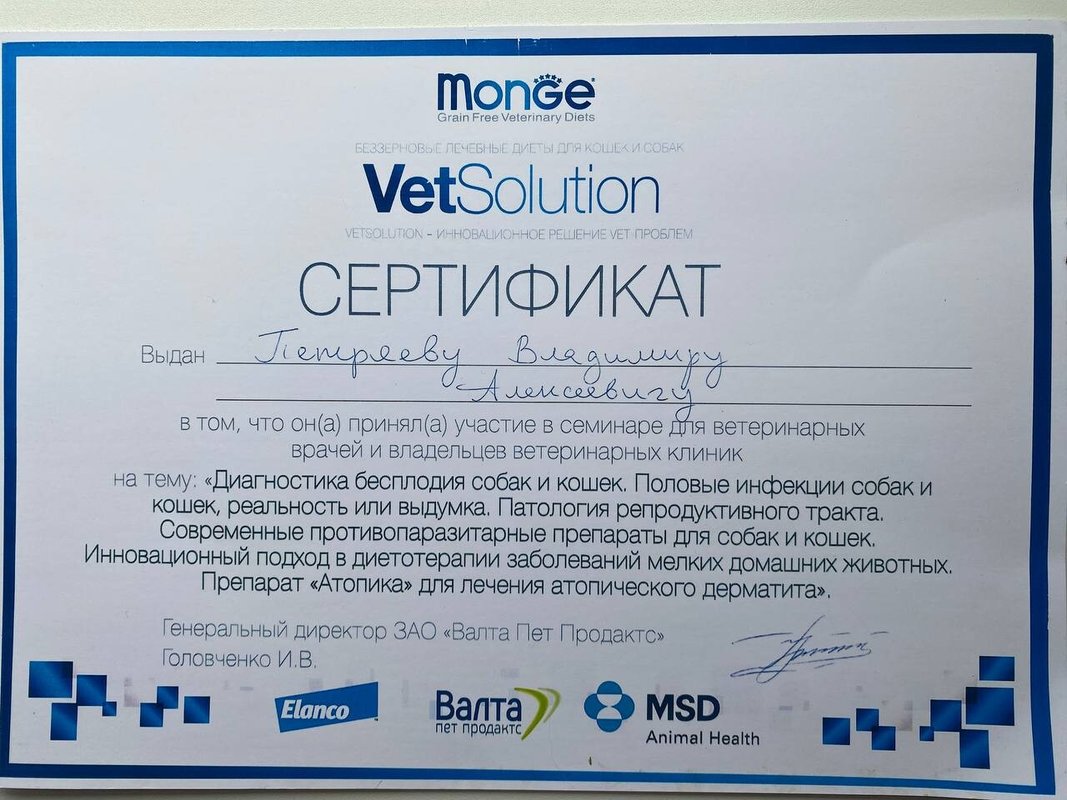 Monge
Grain Free Veterinary Diets
БЕЗЗЕРНОВЫЕ ЛЕЧЕБНЫЕ ДИЕТЫ ДЛЯ КОШЕК И СОБАК
VetSolution
VETSOLUTION - ИННОВАЦИОННОЕ РЕШЕНИЕ VET-ПРОБЛЕМ
СЕРТИФИКАТ
Выдан Петряеву Владимиру
Алексеевичу
в том, что он(а) принял(а) участие в семинаре для ветеринарных
врачей и владельцев ветеринарных клиник
на тему: «Диагностика бесплодия собак и кошек. Половые инфекции собак и
кошек, реальность или выдумка. Патология репродуктивного тракта.
Современные противопаразитарные препараты для собак и кошек.
Инновационный подход в диетотерапии заболеваний мелких домашних животных.
Препарат «Атопика» для лечения атопического дерматита».
Генеральный директор ЗАО «Валта Пет Продактс»
Головченко И.В.
Elanco
Валта
пет продактс
MSD
Animal Health